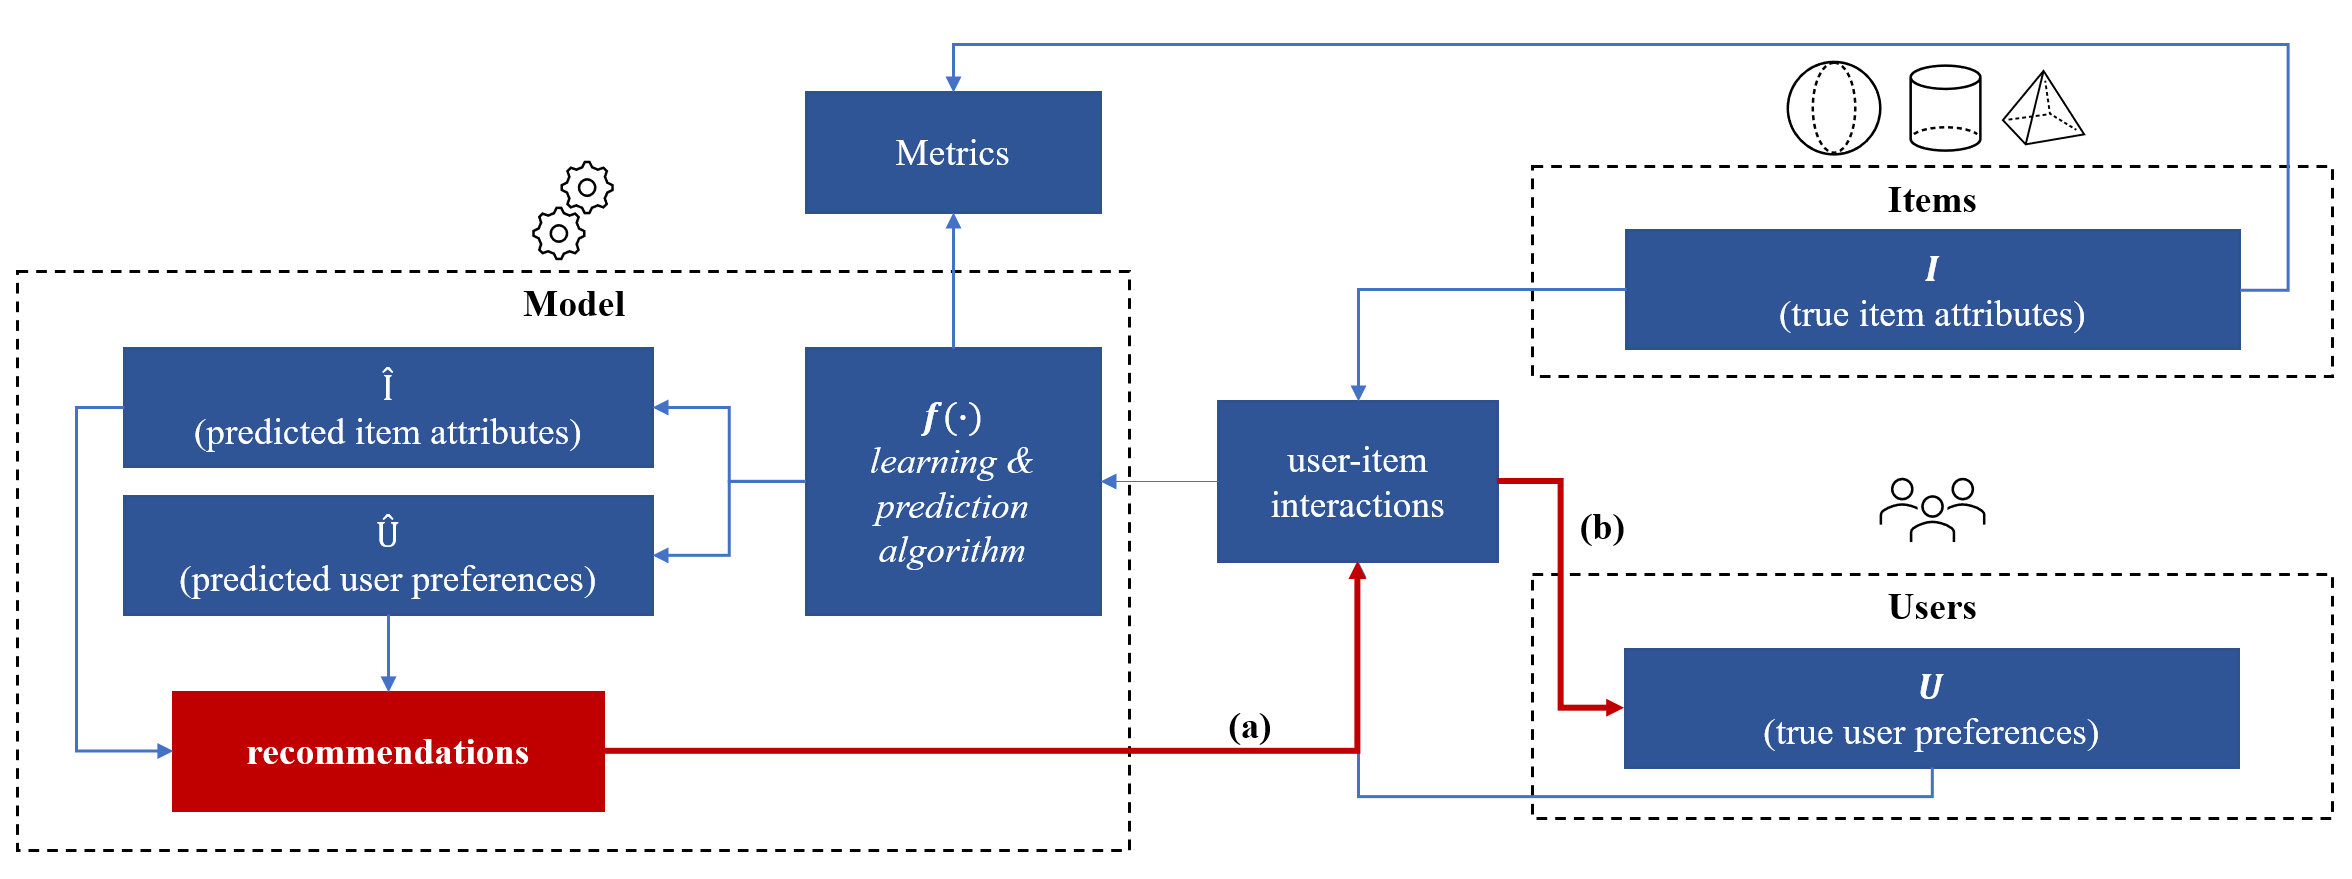 Metrics
Items
I
(true item attributes)
Model
Î
(predicted item attributes)
f(·)
learning &
prediction
algorithm
user-item
interactions
(b)
Û
(predicted user preferences)
Users
U
(true user preferences)
recommendations
(a)